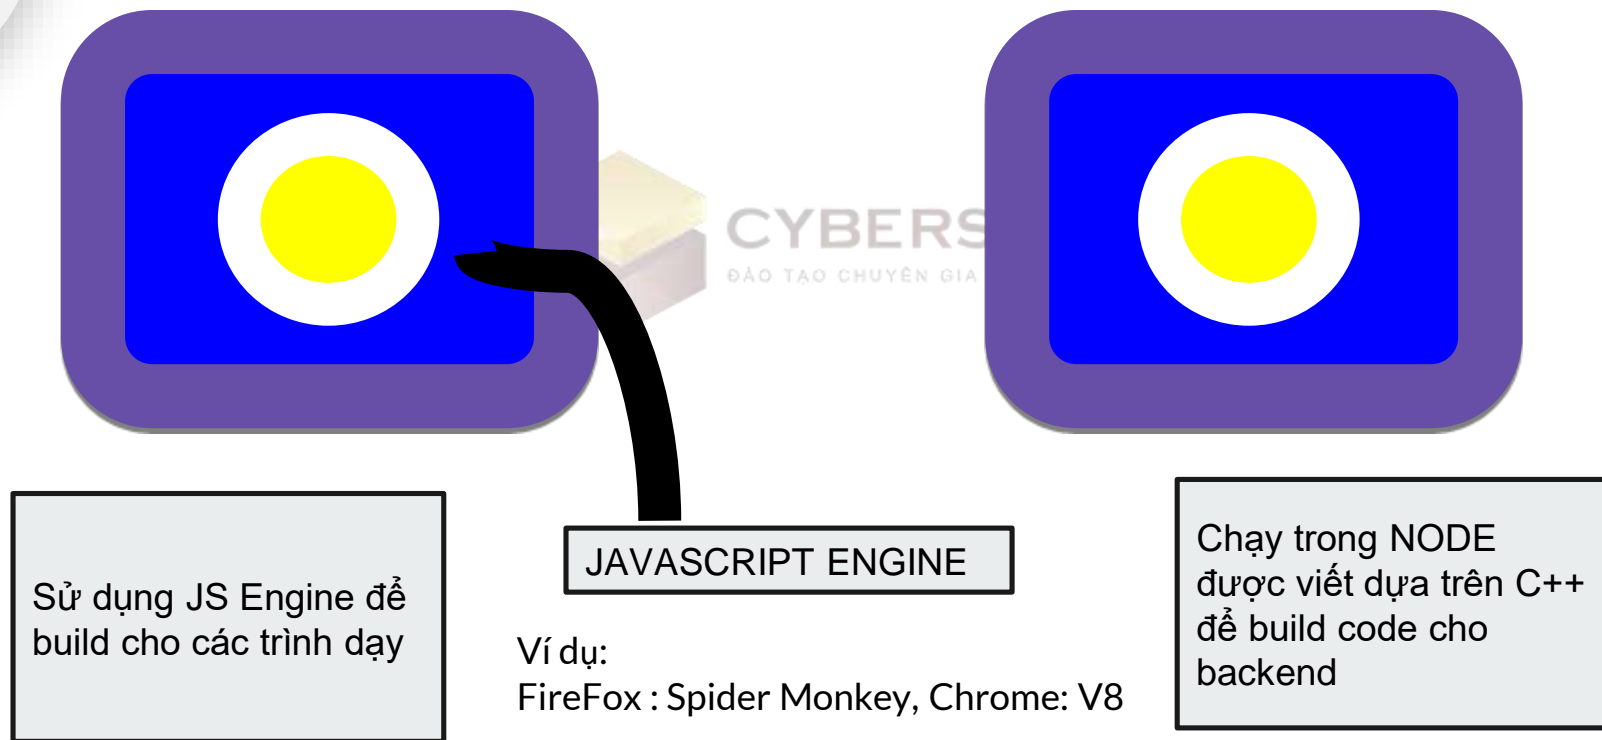 CYBERS
ĐÀO TẠO CHUYÊN GIA
Sử dụng JS Engine để
build cho các trình dạy
JAVASCRIPT ENGINE
Ví dụ:
FireFox : Spider Monkey, Chrome: V8
Chạy trong NODE
được viết dựa trên C++
để build code cho
backend